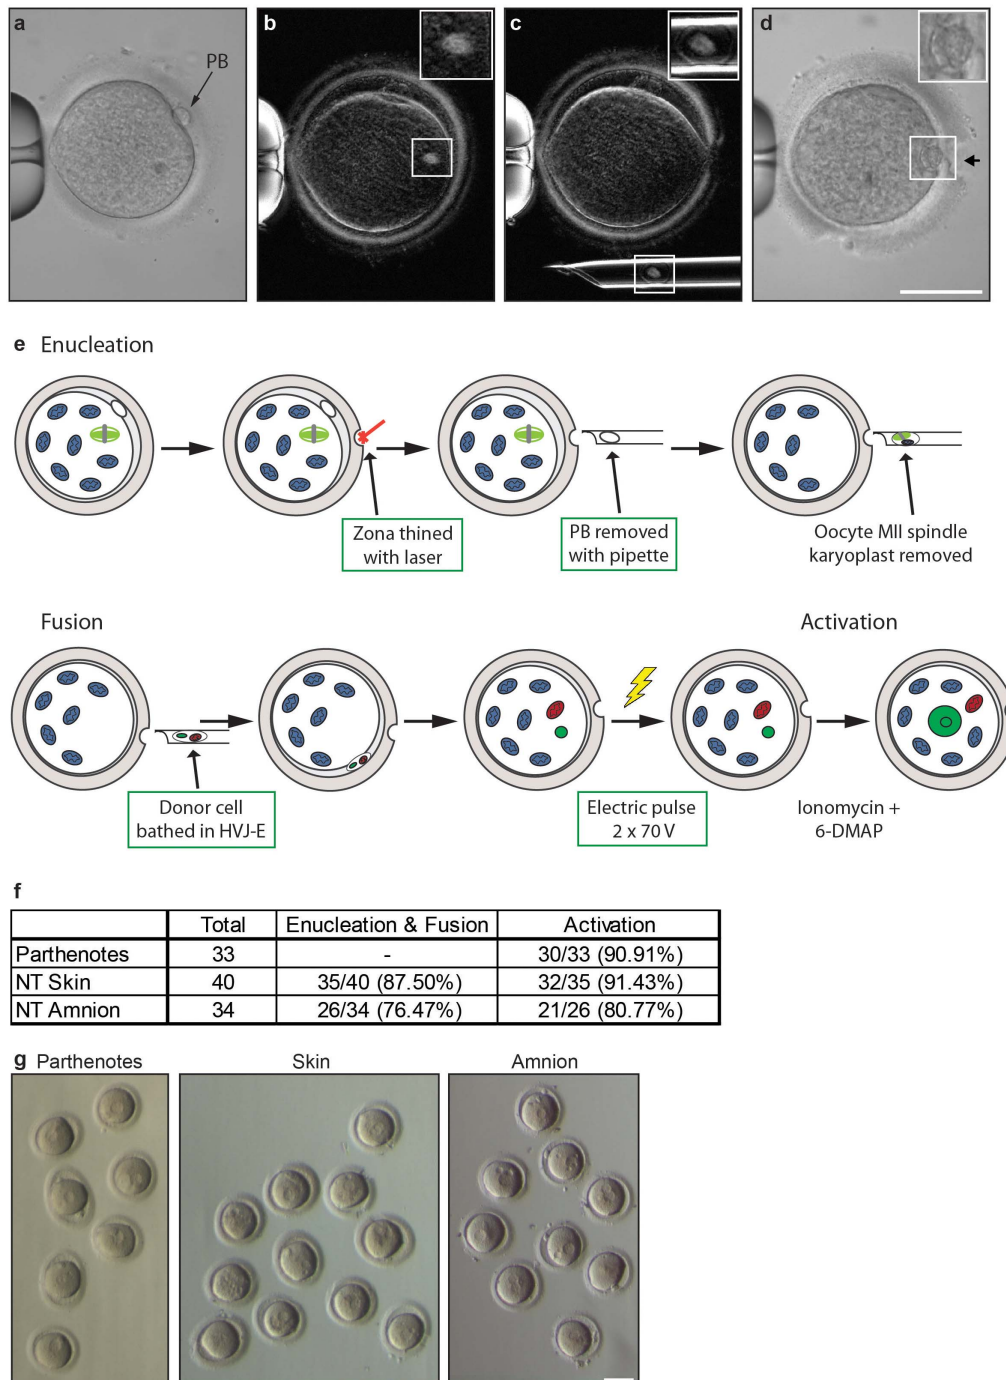 a
PB
b
c
d
e Enucleation
Zona thined
with laser
PB removed
with pipette
Oocyte MII spindle
karyoplast removed
Fusion
Activation
Donor cell
bathed in HVJ-E
Electric pulse
2 x 70 V
Ionomycin +
6-DMAP
f
Total Enucleation & Fusion Activation
Parthenotes 33 - 30/33 (90.91%)
NT Skin 40 35/40 (87.50%) 32/35 (91.43%)
NT Amnion 34 26/34 (76.47%) 21/26 (80.77%)
g Parthenotes Skin Amnion